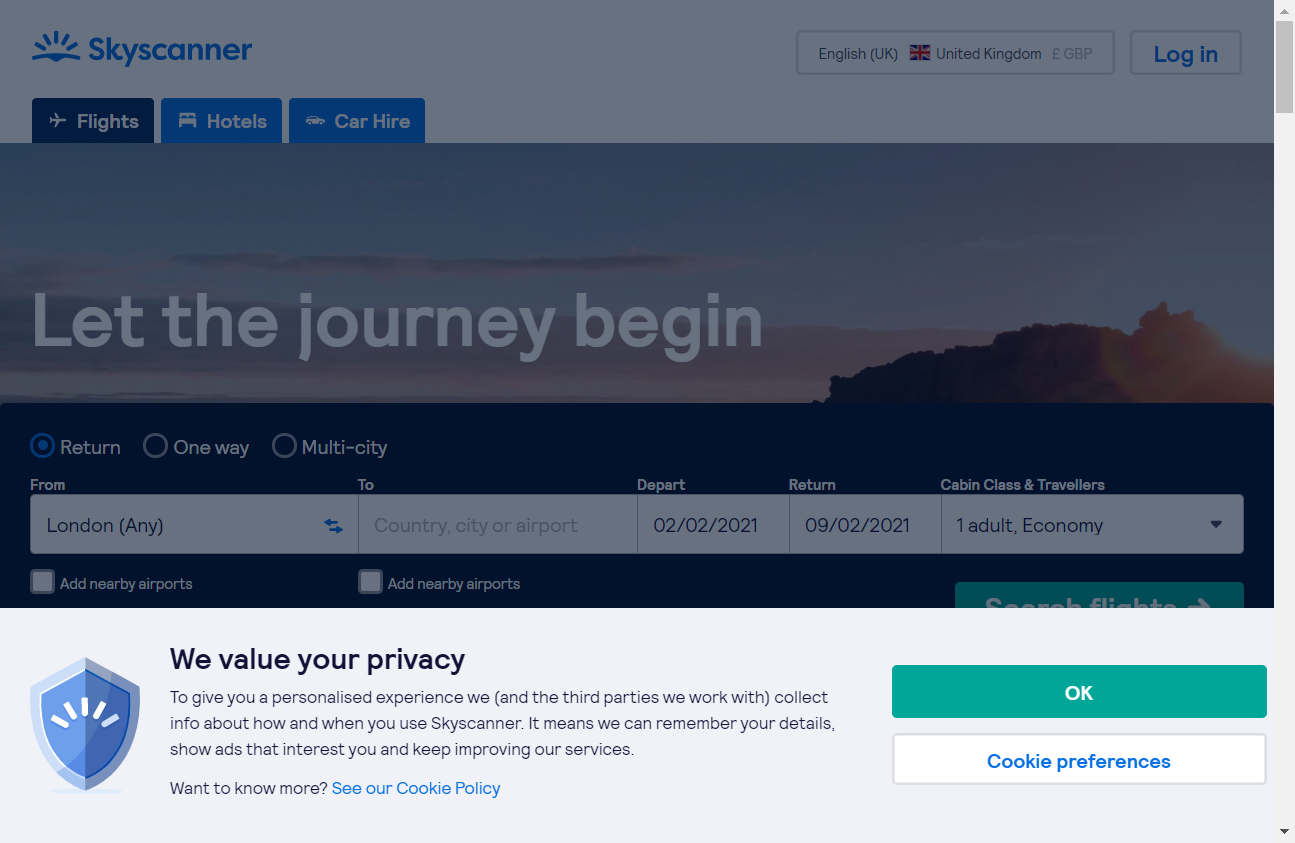 Skyscanner
English (UK) United Kingdom £ GBP
Log in
Flights Hotels Car Hire
Let the journey begin
Return One way Multi-city
From To Depart Return Cabin Class & Travellers
London (Any) Country, city or airport 02/02/2021 09/02/2021 1 adult, Economy
Add nearby airports Add nearby airports
Search flights
We value your privacy
To give you a personalised experience we (and the third parties we work with) collect
info about how and when you use Skyscanner. It means we can remember your details,
show ads that interest you and keep improving our services.
Want to know more? See our Cookie Policy
OK
Cookie preferences